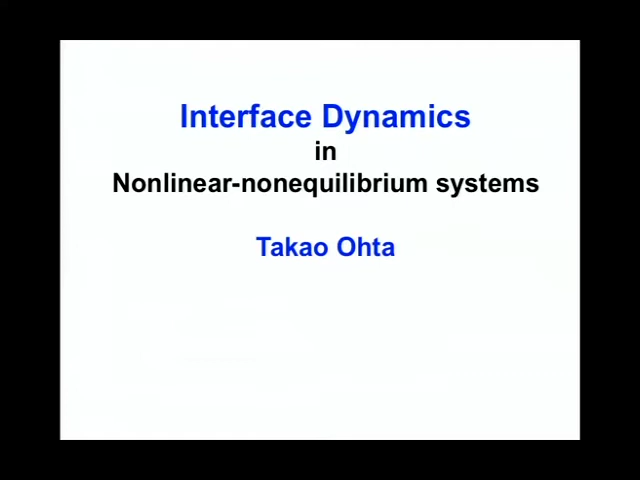 Interface Dynamics
in
Nonlinear-nonequilibrium systems
Takao Ohta